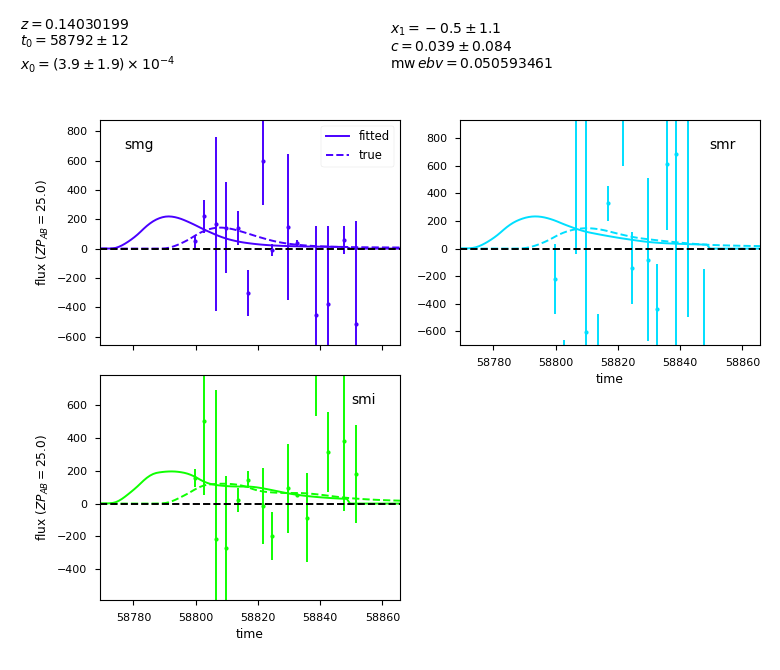 z = 0.14030199
t₀ = 58792 ± 12
x₀ = (3.9 ± 1.9) × 10⁻⁴
x₁ = −0.5 ± 1.1
c = 0.039 ± 0.084
mw ebv = 0.050593461
smg
fitted
true
800
600
400
200
0
−200
−400
−600
flux (ZP_AB = 25.0)
smr
800
600
400
200
0
−200
−400
−600
58780 58800 58820 58840 58860
time
smi
600
400
200
0
−200
−400
flux (ZP_AB = 25.0)
58780 58800 58820 58840 58860
time